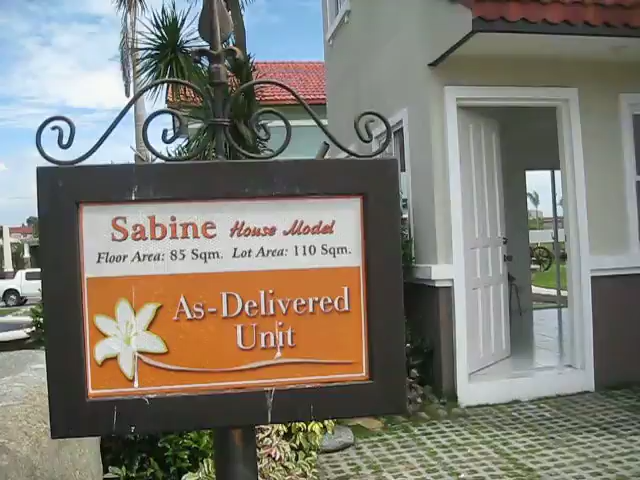 Sabine House Model
Floor Area: 85 Sqm. Lot Area: 110 Sqm.
As-Delivered
Unit